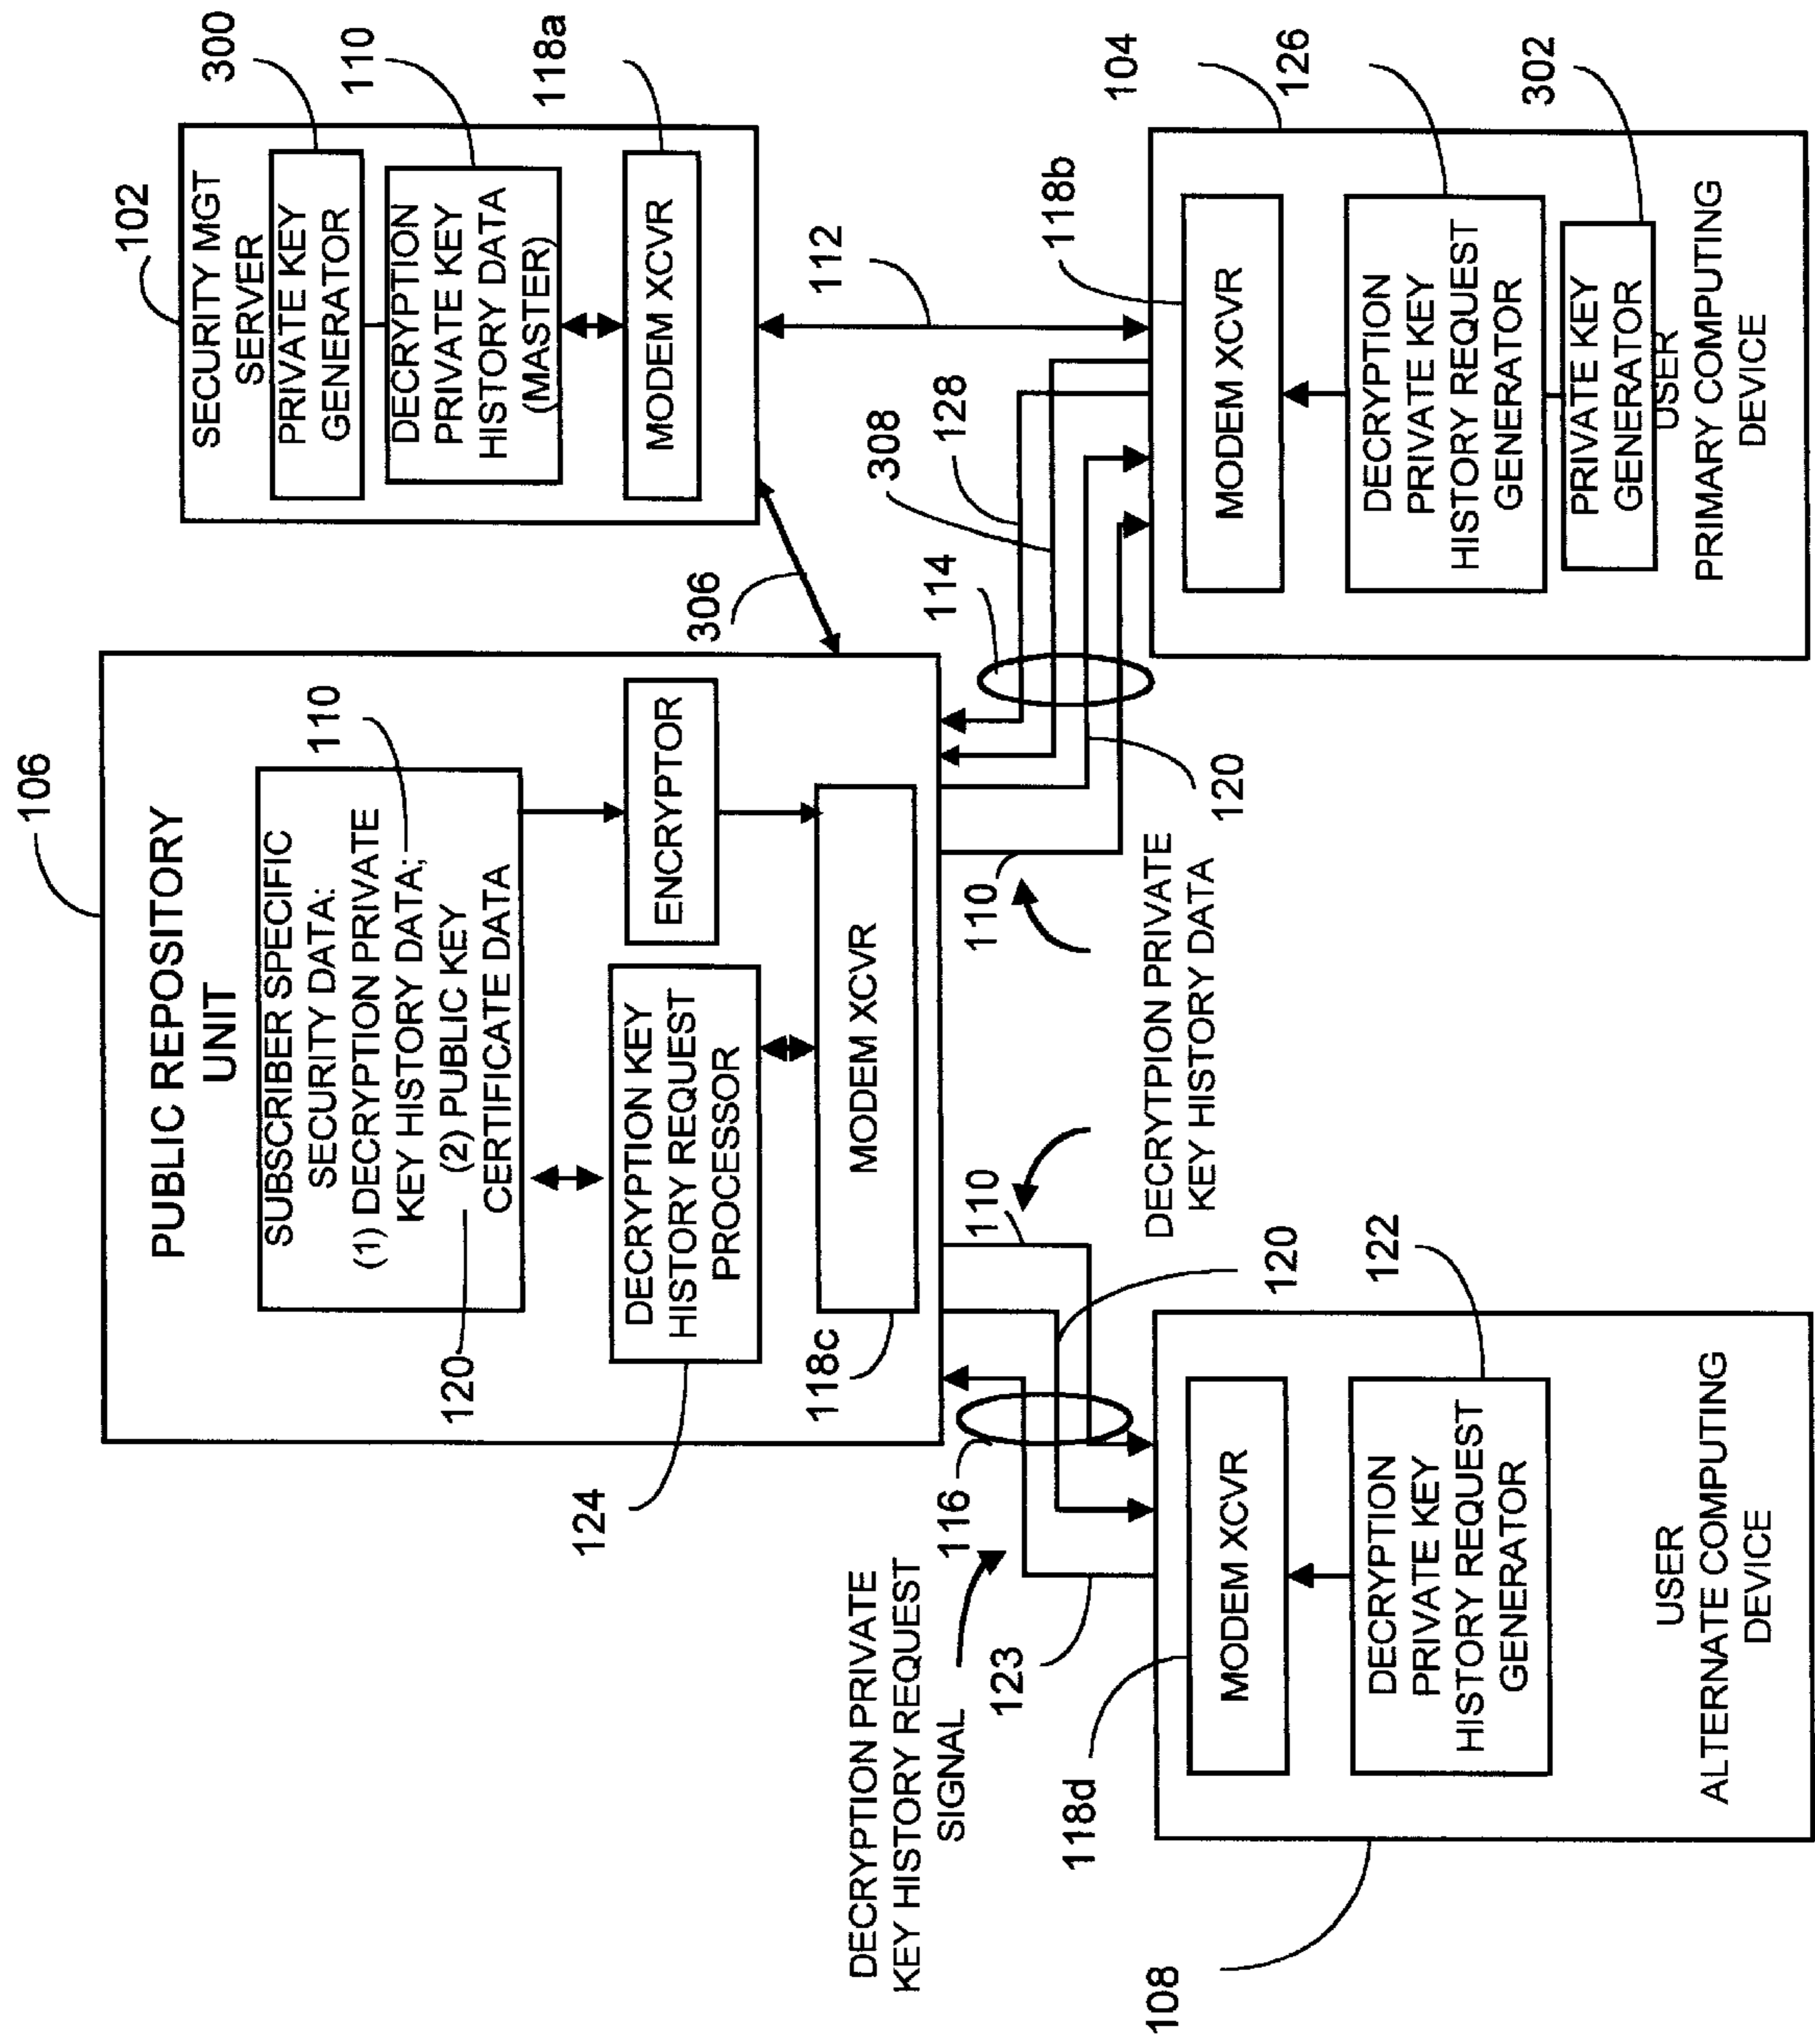 106
PUBLIC REPOSITORY
UNIT
SUBSCRIBER SPECIFIC
SECURITY DATA:
(1) DECRYPTION PRIVATE
KEY HISTORY DATA;
(2) PUBLIC KEY
CERTIFICATE DATA
110
120
ENCRYPTOR
DECRYPTION KEY
HISTORY REQUEST
PROCESSOR
124
MODEM XCVR
118c
102
SECURITY MGT
SERVER
PRIVATE KEY
GENERATOR
300
DECRYPTION
PRIVATE KEY
HISTORY DATA
(MASTER)
110
MODEM XCVR
118a
306
112
128
308
114
120
110
DECRYTPION PRIVATE
KEY HISTORY DATA
110
120
116
DECRYPTION PRIVATE
KEY HISTORY REQUEST
SIGNAL
123
MODEM XCVR
118d
DECRYPTION
PRIVATE KEY
HISTORY REQUEST
GENERATOR
122
USER
ALTERNATE COMPUTING
DEVICE
108
104
MODEM XCVR
118b
DECRYPTION
PRIVATE KEY
HISTORY REQUEST
GENERATOR
126
PRIVATE KEY
GENERATOR
302
USER
PRIMARY COMPUTING
DEVICE